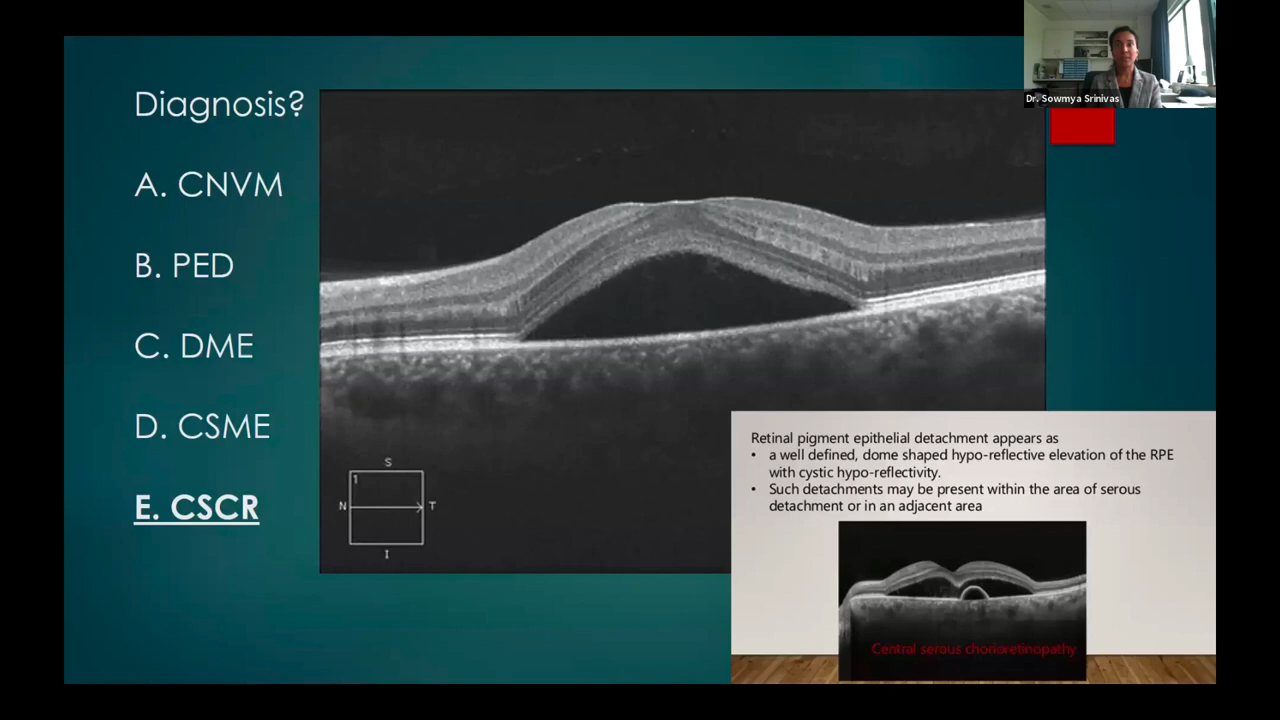 Diagnosis?
A. CNVM
B. PED
C. DME
D. CSME
E. CSCR
S
1
N
T
I
Dr. Sowmya Srinivas
Retinal pigment epithelial detachment appears as
• a well defined, dome shaped hypo-reflective elevation of the RPE
with cystic hypo-reflectivity.
• Such detachments may be present within the area of serous
detachment or in an adjacent area
Central serous chorioretinopathy